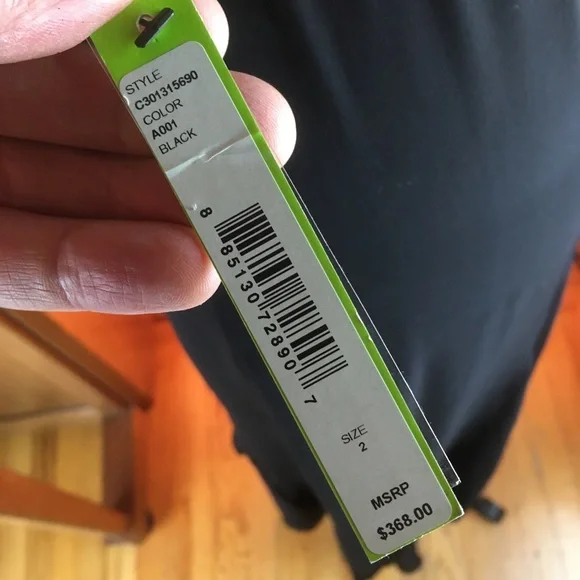 STYLE
C301315690
COLOR
A001
BLACK
8 85130 72890 7
SIZE
2
MSRP
$368.00